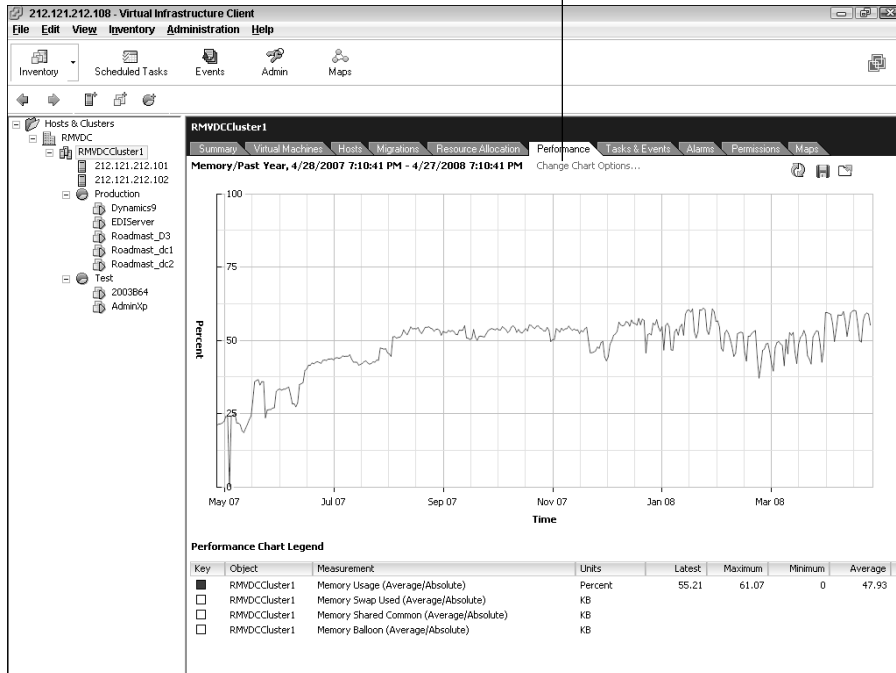 212.121.212.108 - Virtual Infrastructure Client
File Edit View Inventory Administration Help
Inventory Scheduled Tasks Events Admin Maps
Hosts & Clusters
RMVDC
RMVDCCluster1
212.121.212.101
212.121.212.102
Production
Dynamics9
EDIServer
Roadmast_D3
Roadmast_dc1
Roadmast_dc2
Test
2003B64
AdminXp
RMVDCCluster1
Summary Virtual Machines Hosts Migrations Resource Allocation Performance Tasks & Events Alarms Permissions Maps
Memory/Past Year, 4/28/2007 7:10:41 PM - 4/27/2008 7:10:41 PM Change Chart Options...
100
75
50
25
0
Percent
May 07 Jul 07 Sep 07 Nov 07 Jan 08 Mar 08
Time
Performance Chart Legend
Key Object Measurement Units Latest Maximum Minimum Average
RMVDCCluster1 Memory Usage (Average/Absolute) Percent 55.21 61.07 0 47.93
RMVDCCluster1 Memory Swap Used (Average/Absolute) KB
RMVDCCluster1 Memory Shared Common (Average/Absolute) KB
RMVDCCluster1 Memory Balloon (Average/Absolute) KB